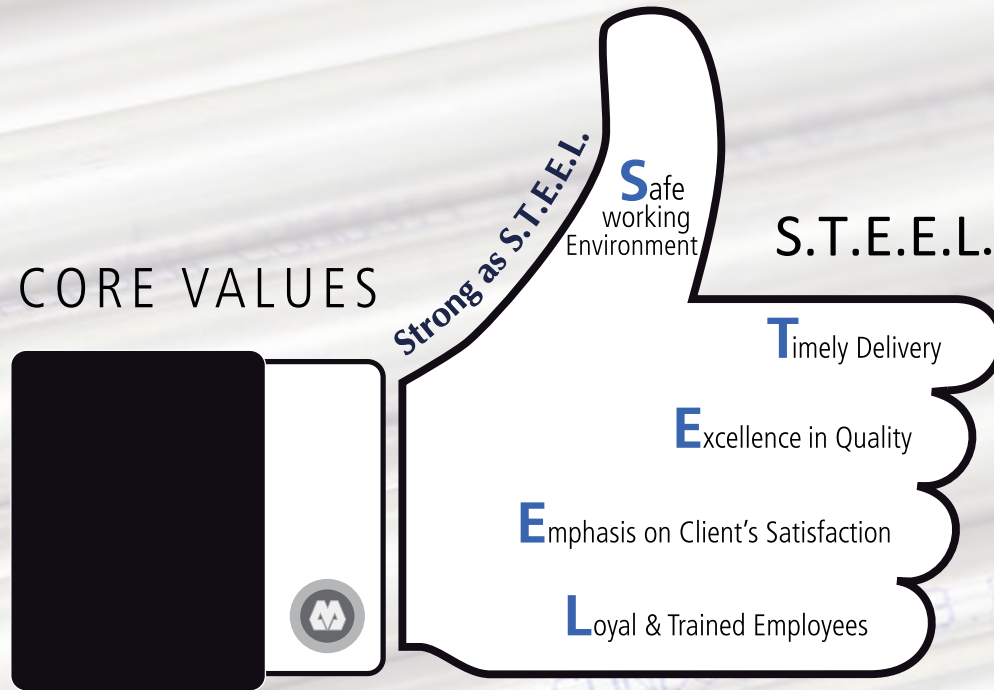 CORE VALUES
Strong as S.T.E.E.L.
S.T.E.E.L.
Safe
working
Environment
Timely Delivery
Excellence in Quality
Emphasis on Client’s Satisfaction
Loyal & Trained Employees